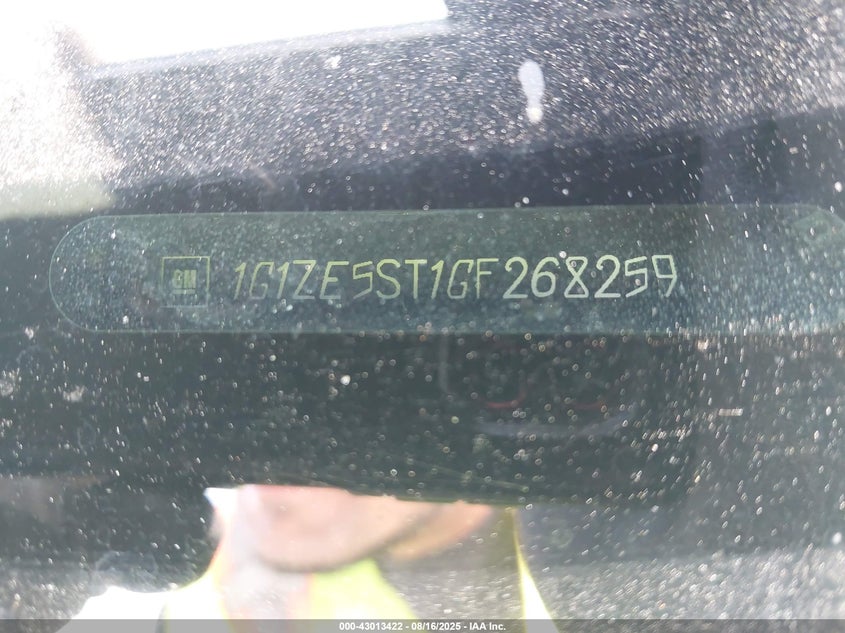 GM 1G1ZE5ST1GF268259
000-43013422 - 08/16/2025 - IAA Inc.